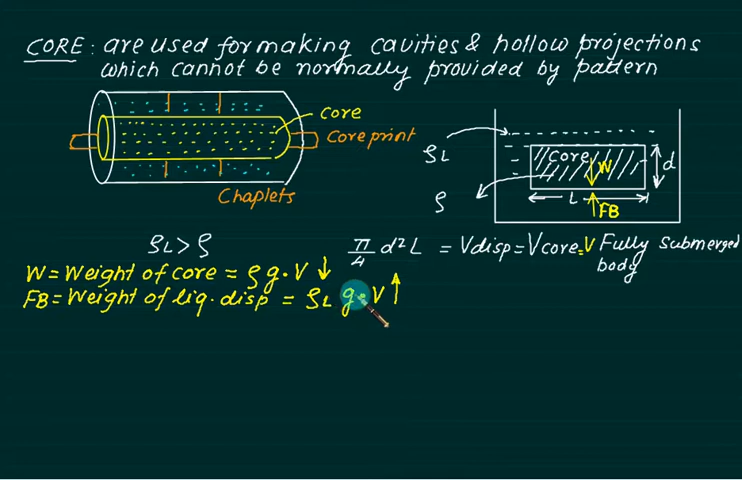 CORE: are used for making cavities & hollow projections
which cannot be normally provided by pattern
core
Core print
Chaplets
ρL
ρ
core
W
d
L
FB
ρL > ρ
π/4 d² L = Vdisp = Vcore = V Fully submerged
body
W = Weight of core = ρ g · V ↓
FB = Weight of liq. disp = ρL g · V ↑